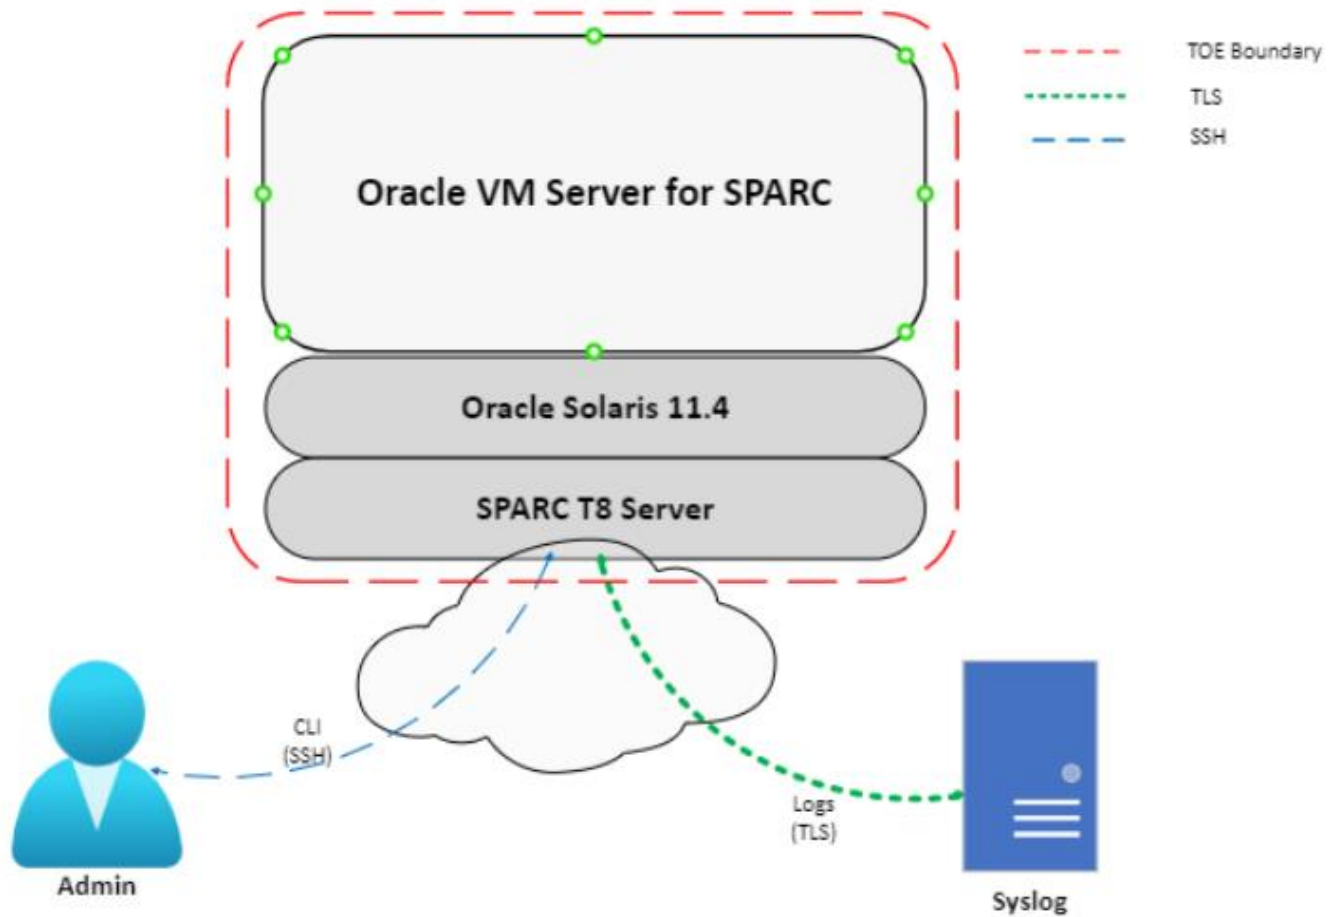 Oracle VM Server for SPARC
Oracle Solaris 11.4
SPARC T8 Server
TOE Boundary
TLS
SSH
CLI
(SSH)
Logs
(TLS)
Admin
Syslog